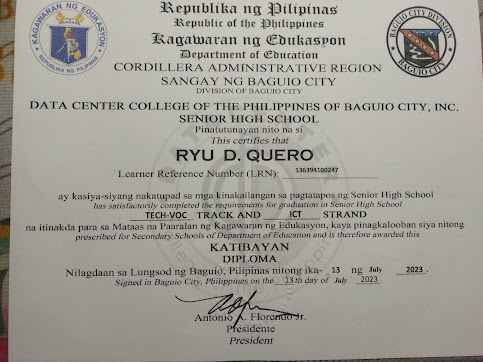 Republika ng Pilipinas
Republic of the Philippines
Kagawaran ng Edukasyon
Department of Education
CORDILLERA ADMINISTRATIVE REGION
SANGAY NG BAGUIO CITY
DIVISION OF BAGUIO CITY
KAGAWARAN NG EDUKASYON
REPUBLIKA NG PILIPINAS
BAGUIO CITY DIVISION
BAGUIO CITY
DATA CENTER COLLEGE OF THE PHILIPPINES OF BAGUIO CITY, INC.
SENIOR HIGH SCHOOL
Pinatutunayan nito na si
This certifies that
RYU D. QUERO
Learner Reference Number (LRN): 136394100247
ay kasiya-siyang nakatupad sa mga kinakailangan sa pagtatapos ng Senior High School
has satisfactorily completed the requirements for graduation in Senior High School
TECH-VOC TRACK AND ICT STRAND
na itinakda para sa Mataas na Paaralan ng Kagawaran ng Edukasyon, kaya pinagkalooban siya nitong
prescribed for Secondary Schools of Department of Education and is therefore awarded this
KATIBAYAN
DIPLOMA
Nilagdaan sa Lungsod ng Baguio, Pilipinas nitong ika- 13 ng July 2023.
Signed in Baguio City, Philippines on the 13th day of July 2023.
Antonio A. Florendo Jr.
Presidente
President